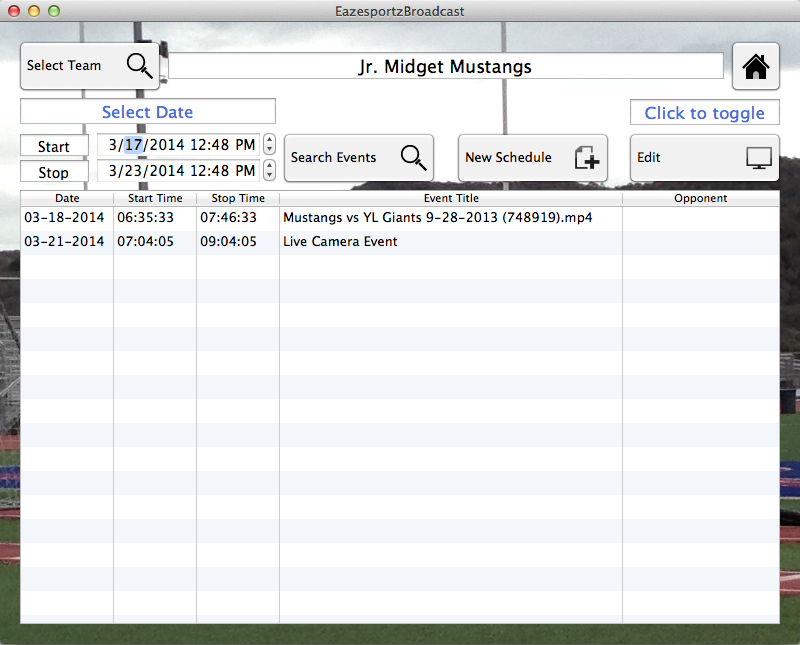 EazesportzBroadcast
Select Team
Jr. Midget Mustangs
Select Date
Click to toggle
Start 3/17/2014 12:48 PM
Stop 3/23/2014 12:48 PM
Search Events
New Schedule
Edit
Date Start Time Stop Time Event Title Opponent
03-18-2014 06:35:33 07:46:33 Mustangs vs YL Giants 9-28-2013 (748919).mp4
03-21-2014 07:04:05 09:04:05 Live Camera Event